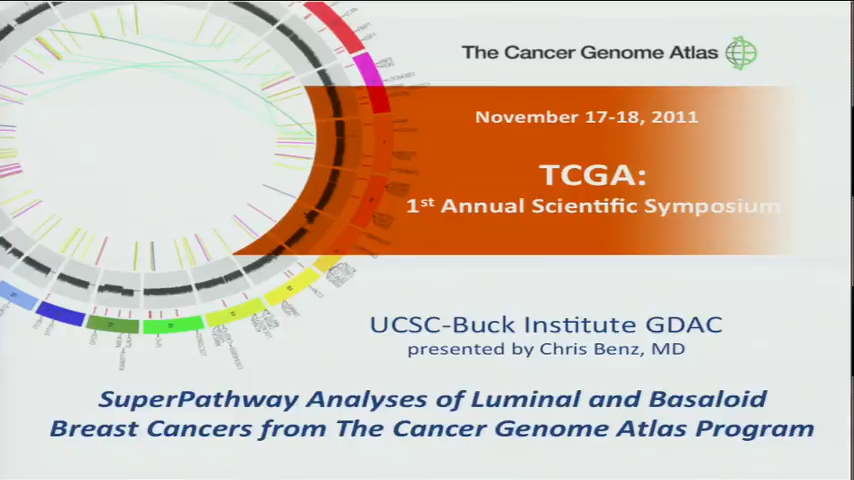 The Cancer Genome Atlas
November 17-18, 2011
TCGA:
1st Annual Scientific Symposium
UCSC-Buck Institute GDAC
presented by Chris Benz, MD
SuperPathway Analyses of Luminal and Basaloid
Breast Cancers from The Cancer Genome Atlas Program